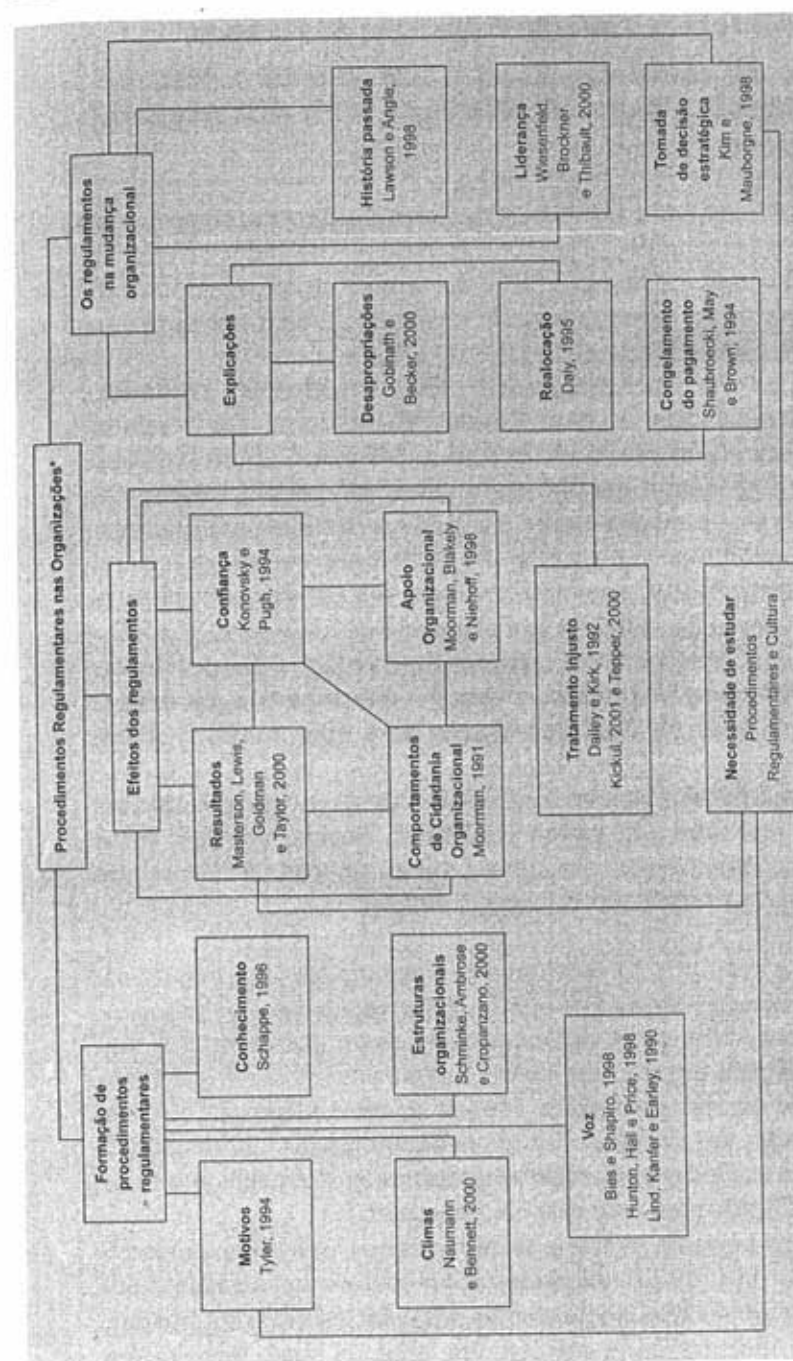 Procedimentos Regulamentares nas Organizações*
Formação de
procedimentos
regulamentares
Motivos
Tyler, 1994
Conhecimento
Schappe, 1996
Climas
Naumann
e Bennett, 2000
Estruturas
organizacionais
Schminke, Ambrose
e Cropanzano, 2000
Voz
Bies e Shapiro, 1998
Hunton, Hall e Price, 1998
Lind, Kanfer e Earley, 1990
Efeitos dos regulamentos
Resultados
Masterson, Lewis,
Goldman
e Taylor, 2000
Confiança
Konovsky e
Pugh, 1994
Comportamentos
de Cidadania
Organizacional
Moorman, 1991
Apoio
Organizacional
Moorman, Blakely
e Niehoff, 1998
Tratamento injusto
Dailey e Kirk, 1992
Kickul, 2001 e Tepper, 2000
Os regulamentos
na mudança
organizacional
Explicações
História passada
Lawson e Angle,
1998
Desapropriações
Gobinath e
Becker, 2000
Liderança
Wiesenfeld,
Brockner
e Thibault, 2000
Realocação
Daly, 1995
Congelamento
do pagamento
Shaubroecki, May
e Brown, 1994
Tomada
de decisão
estratégica
Kim e
Mauborgne, 1998
Necessidade de estudar
Procedimentos
Regulamentares e Cultura